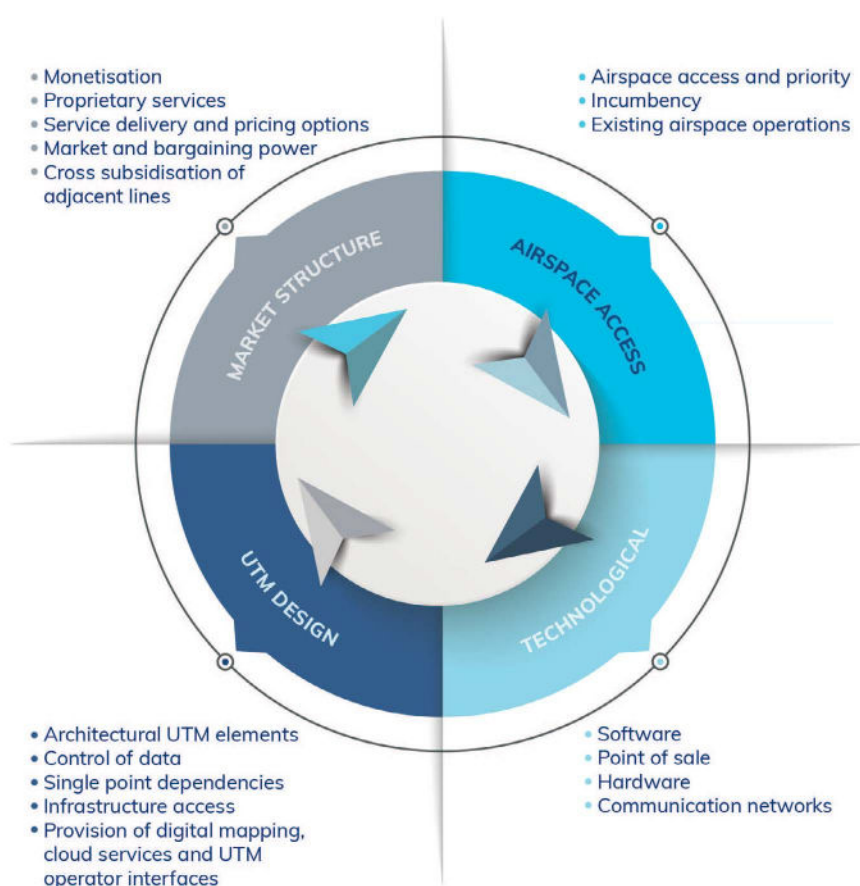 • Monetisation
• Proprietary services
• Service delivery and pricing options
• Market and bargaining power
• Cross subsidisation of
adjacent lines
• Airspace access and priority
• Incumbency
• Existing airspace operations
MARKET STRUCTURE
AIRSPACE ACCESS
UTM DESIGN
TECHNOLOGICAL
• Architectural UTM elements
• Control of data
• Single point dependencies
• Infrastructure access
• Provision of digital mapping,
cloud services and UTM
operator interfaces
• Software
• Point of sale
• Hardware
• Communication networks